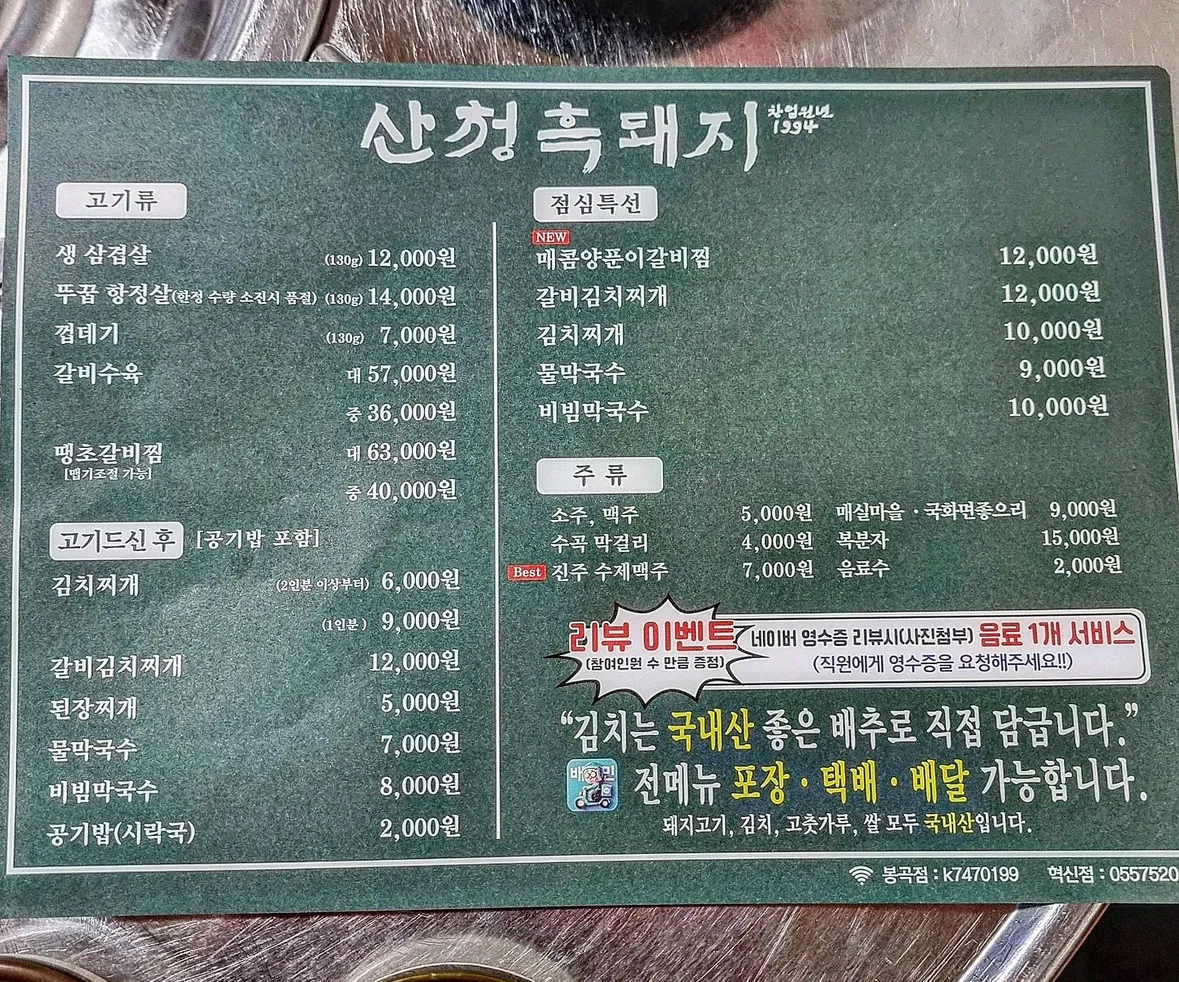 산청흑돼지 창업원년 1994
고기류
생 삼겹살 (130g) 12,000원
뚜꿉 항정살(한정 수량 소진시 품절) (130g) 14,000원
껍데기 (130g) 7,000원
갈비수육 대 57,000원
중 36,000원
땡초갈비찜 대 63,000원
[맵기조절 가능]
중 40,000원
고기드신 후 [공기밥 포함]
김치찌개 (2인분 이상부터) 6,000원
(1인분) 9,000원
갈비김치찌개 12,000원
된장찌개 5,000원
물막국수 7,000원
비빔막국수 8,000원
공기밥(시락국) 2,000원
점심특선
NEW
매콤양푼이갈비찜 12,000원
갈비김치찌개 12,000원
김치찌개 10,000원
물막국수 9,000원
비빔막국수 10,000원
주 류
소주, 맥주 5,000원 매실마을 · 국화면좋으리 9,000원
수곡 막걸리 4,000원 복분자 15,000원
Best 진주 수제맥주 7,000원 음료수 2,000원
리뷰 이벤트 네이버 영수증 리뷰시(사진첨부) 음료 1개 서비스
(참여인원 수 만큼 증정) (직원에게 영수증을 요청해주세요!!)
“김치는 국내산 좋은 배추로 직접 담급니다.”
배민 전메뉴 포장 · 택배 · 배달 가능합니다.
돼지고기, 김치, 고춧가루, 쌀 모두 국내산입니다.
봉곡점 : k7470199 혁신점 : 0557520